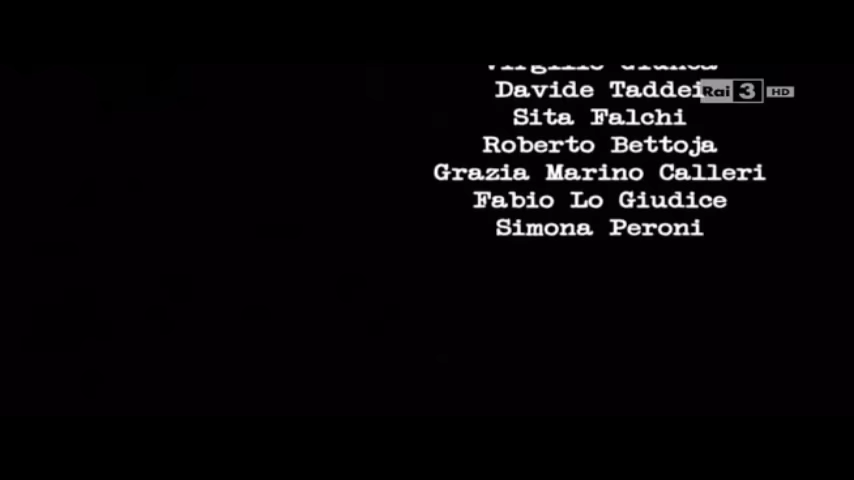 Davide Taddei
Rai 3 HD
Sita Falchi
Roberto Bettoja
Grazia Marino Calleri
Fabio Lo Giudice
Simona Peroni